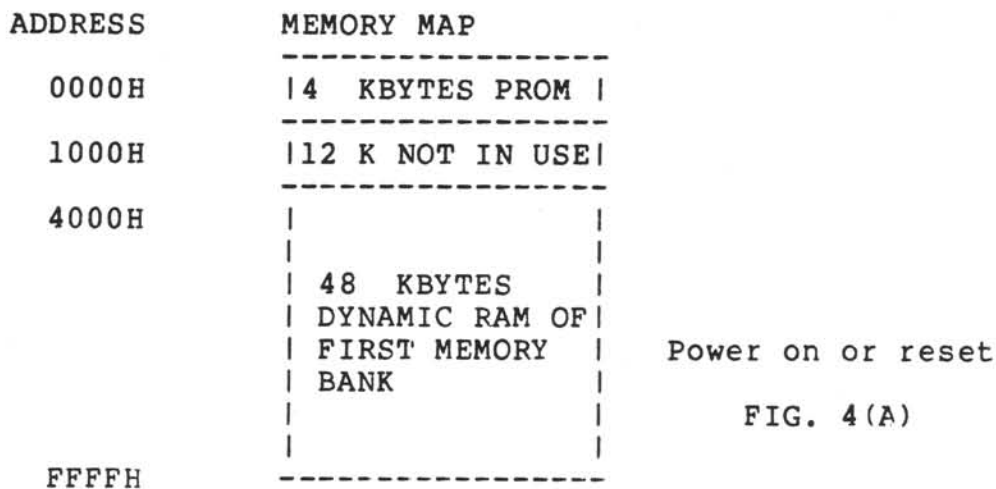 ADDRESS MEMORY MAP
0000H |4 KBYTES PROM |
1000H |12 K NOT IN USE|
4000H
| 48 KBYTES |
| DYNAMIC RAM OF|
| FIRST MEMORY | Power on or reset
| BANK |
FIG. 4(A)
FFFFH